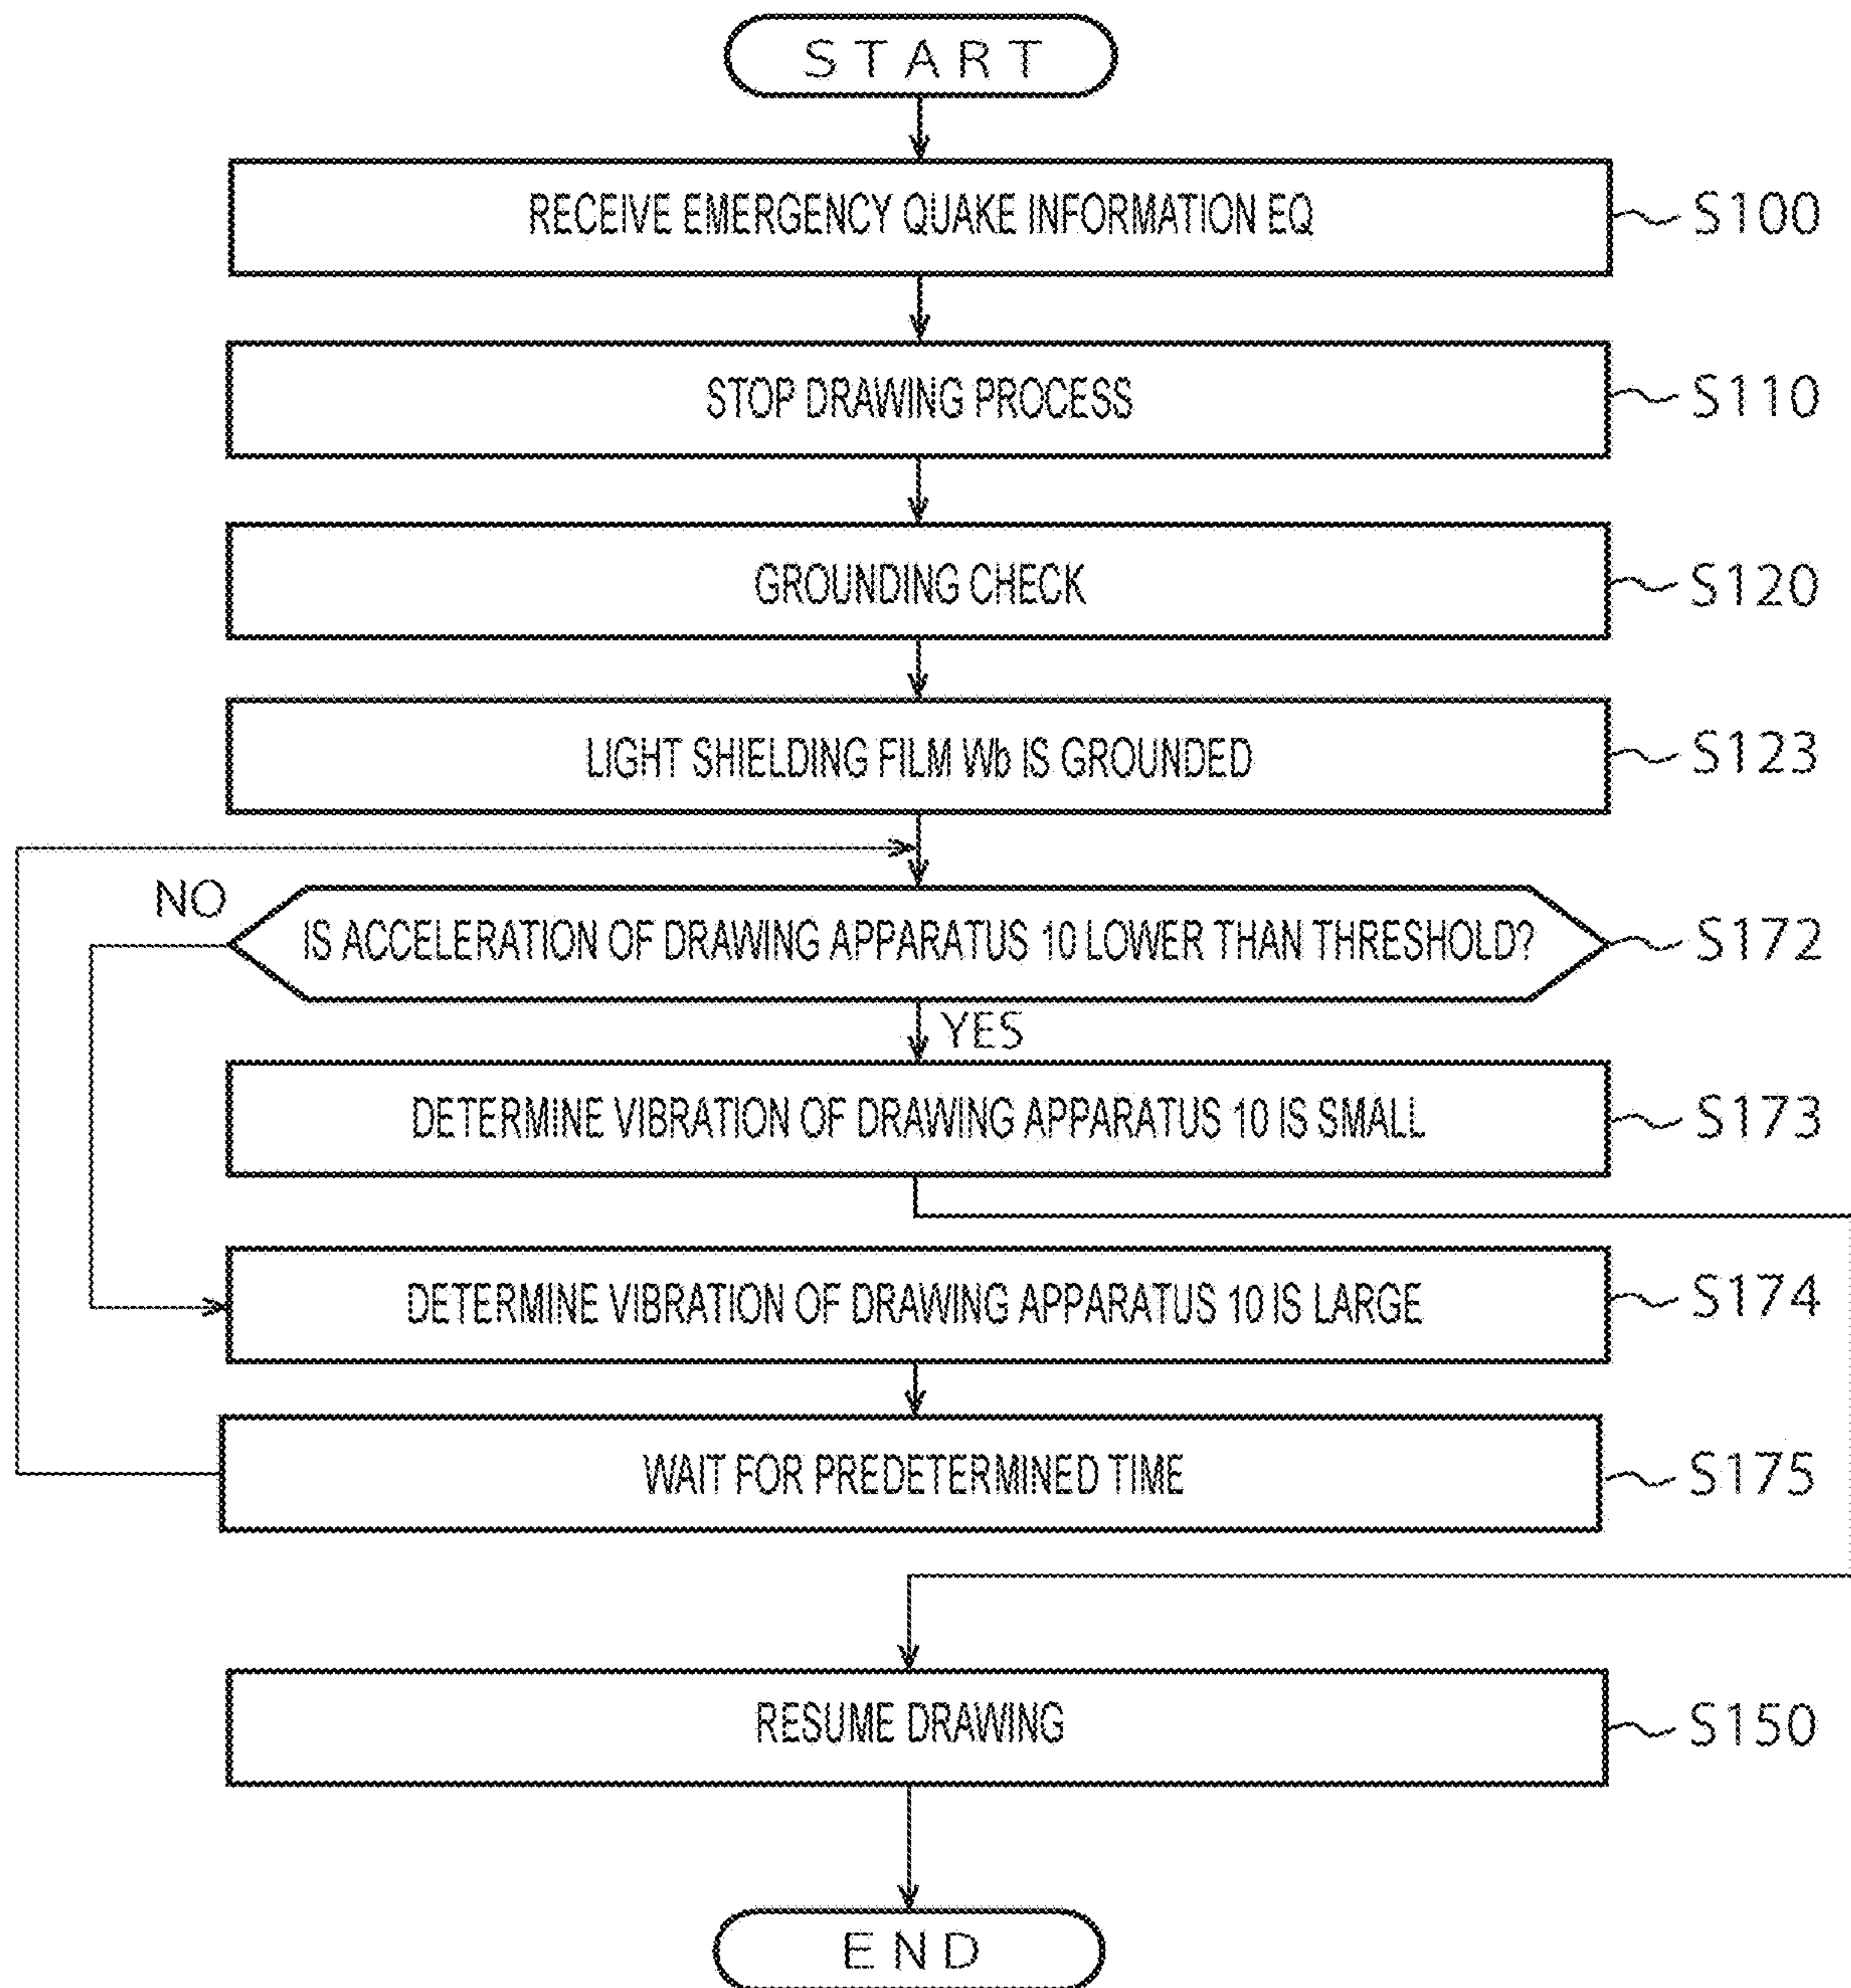 START
RECEIVE EMERGENCY QUAKE INFORMATION EQ
S100
STOP DRAWING PROCESS
S110
GROUNDING CHECK
S120
LIGHT SHIELDING FILM Wb IS GROUNDED
S123
NO
IS ACCELERATION OF DRAWING APPARATUS 10 LOWER THAN THRESHOLD?
S172
YES
DETERMINE VIBRATION OF DRAWING APPARATUS 10 IS SMALL
S173
DETERMINE VIBRATION OF DRAWING APPARATUS 10 IS LARGE
S174
WAIT FOR PREDETERMINED TIME
S175
RESUME DRAWING
S150
END